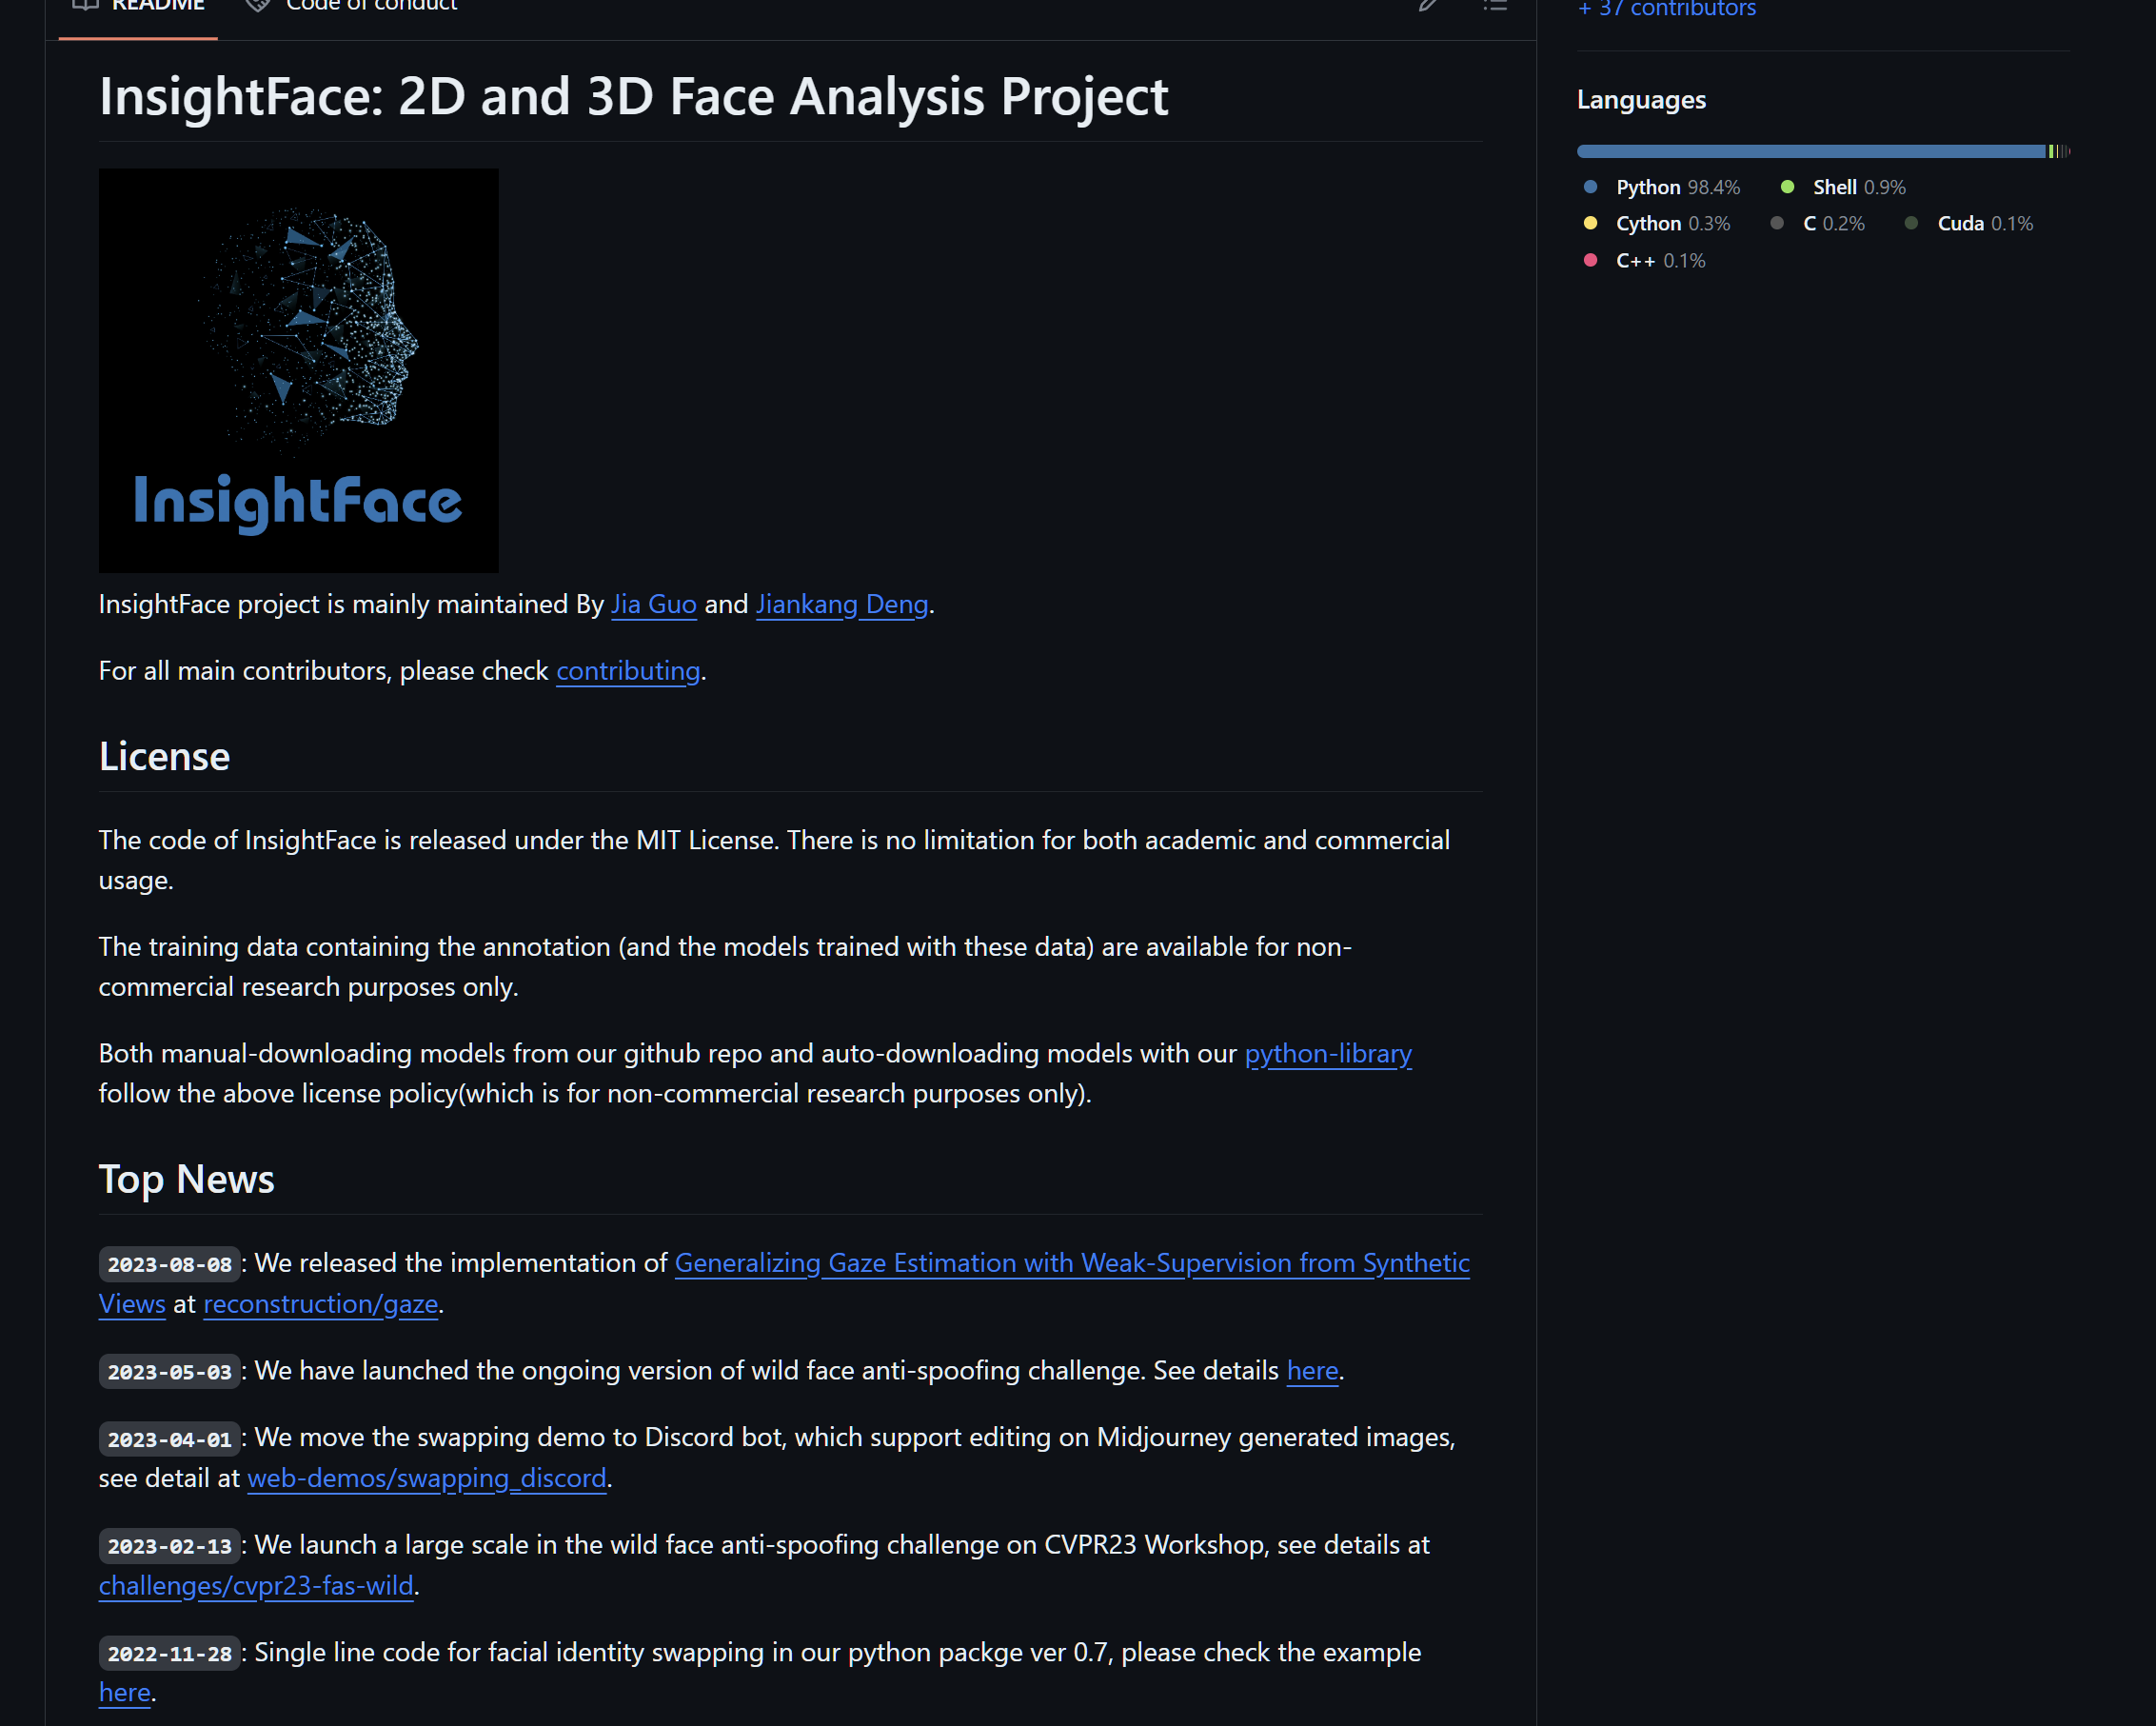 README
Code of conduct
InsightFace: 2D and 3D Face Analysis Project
InsightFace
InsightFace project is mainly maintained By Jia Guo and Jiankang Deng.
For all main contributors, please check contributing.
License
The code of InsightFace is released under the MIT License. There is no limitation for both academic and commercial
usage.
The training data containing the annotation (and the models trained with these data) are available for non-
commercial research purposes only.
Both manual-downloading models from our github repo and auto-downloading models with our python-library
follow the above license policy(which is for non-commercial research purposes only).
Top News
2023-08-08: We released the implementation of Generalizing Gaze Estimation with Weak-Supervision from Synthetic
Views at reconstruction/gaze.
2023-05-03: We have launched the ongoing version of wild face anti-spoofing challenge. See details here.
2023-04-01: We move the swapping demo to Discord bot, which support editing on Midjourney generated images,
see detail at web-demos/swapping_discord.
2023-02-13: We launch a large scale in the wild face anti-spoofing challenge on CVPR23 Workshop, see details at
challenges/cvpr23-fas-wild.
2022-11-28: Single line code for facial identity swapping in our python packge ver 0.7, please check the example
here.
+ 37 contributors
Languages
Python 98.4% Shell 0.9%
Cython 0.3% C 0.2% Cuda 0.1%
C++ 0.1%